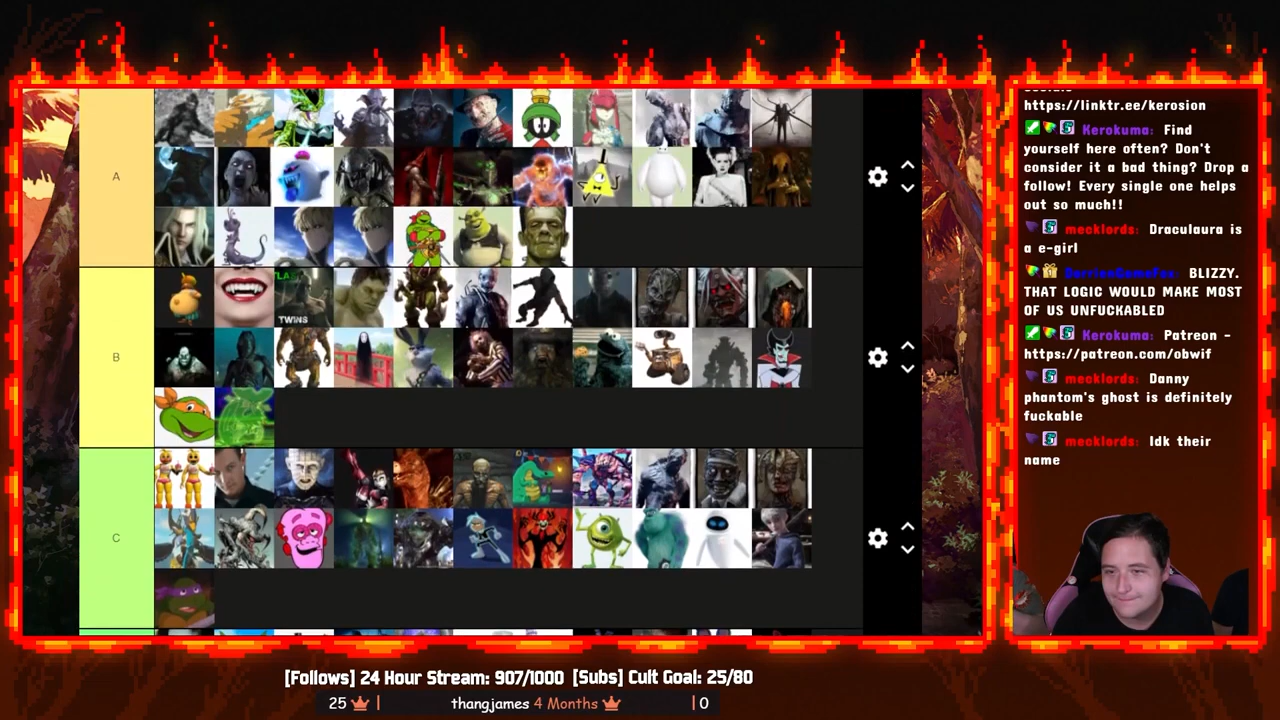 https://linktr.ee/kerosion
Kerokuma: Find
yourself here often? Don't
consider it a bad thing? Drop a
follow! Every single one helps
out so much!!
mecklords: Draculaura is
a e-girl
BLIZZY.
THAT LOGIC WOULD MAKE MOST
OF US UNFUCKABLED
Kerokuma: Patreon -
https://patreon.com/obwif
mecklords: Danny
phantom's ghost is definitely
fuckable
mecklords: Idk their
name
A
B
TWINS
C
[Follows] 24 Hour Stream: 907/1000 [Subs] Cult Goal: 25/80
25 | thangjames 4 Months | 0